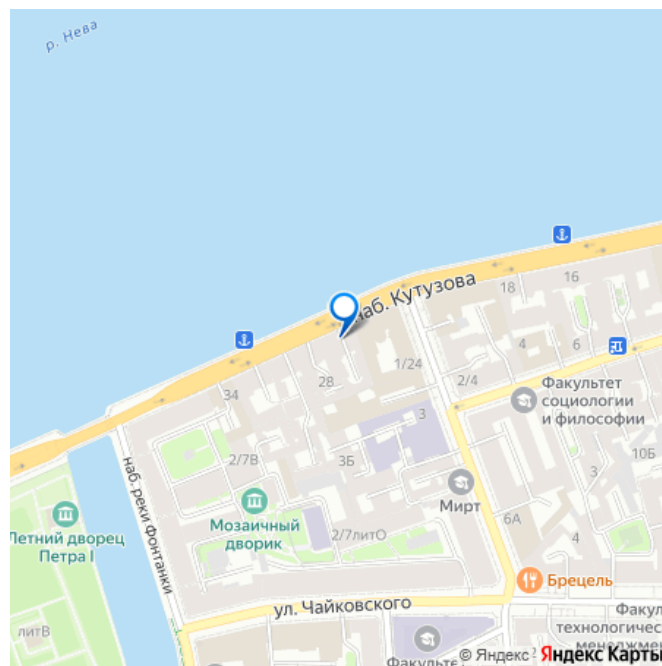 р. Нева
наб. Кутузова
16
18
34
28
1/24
4
6
2/4
Факультет
социологии
и философии
3
2/7В
3Б
наб. реки Фонтанки
3
10Б
Мирт
Летний дворец
Петра I
Мозаичный
дворик
2/7литО
6А
4
Брецель
ул. Чайковского
литВ
Факул
технологичес
менеджме
Факульте
© Яндекс Яндекс Карты